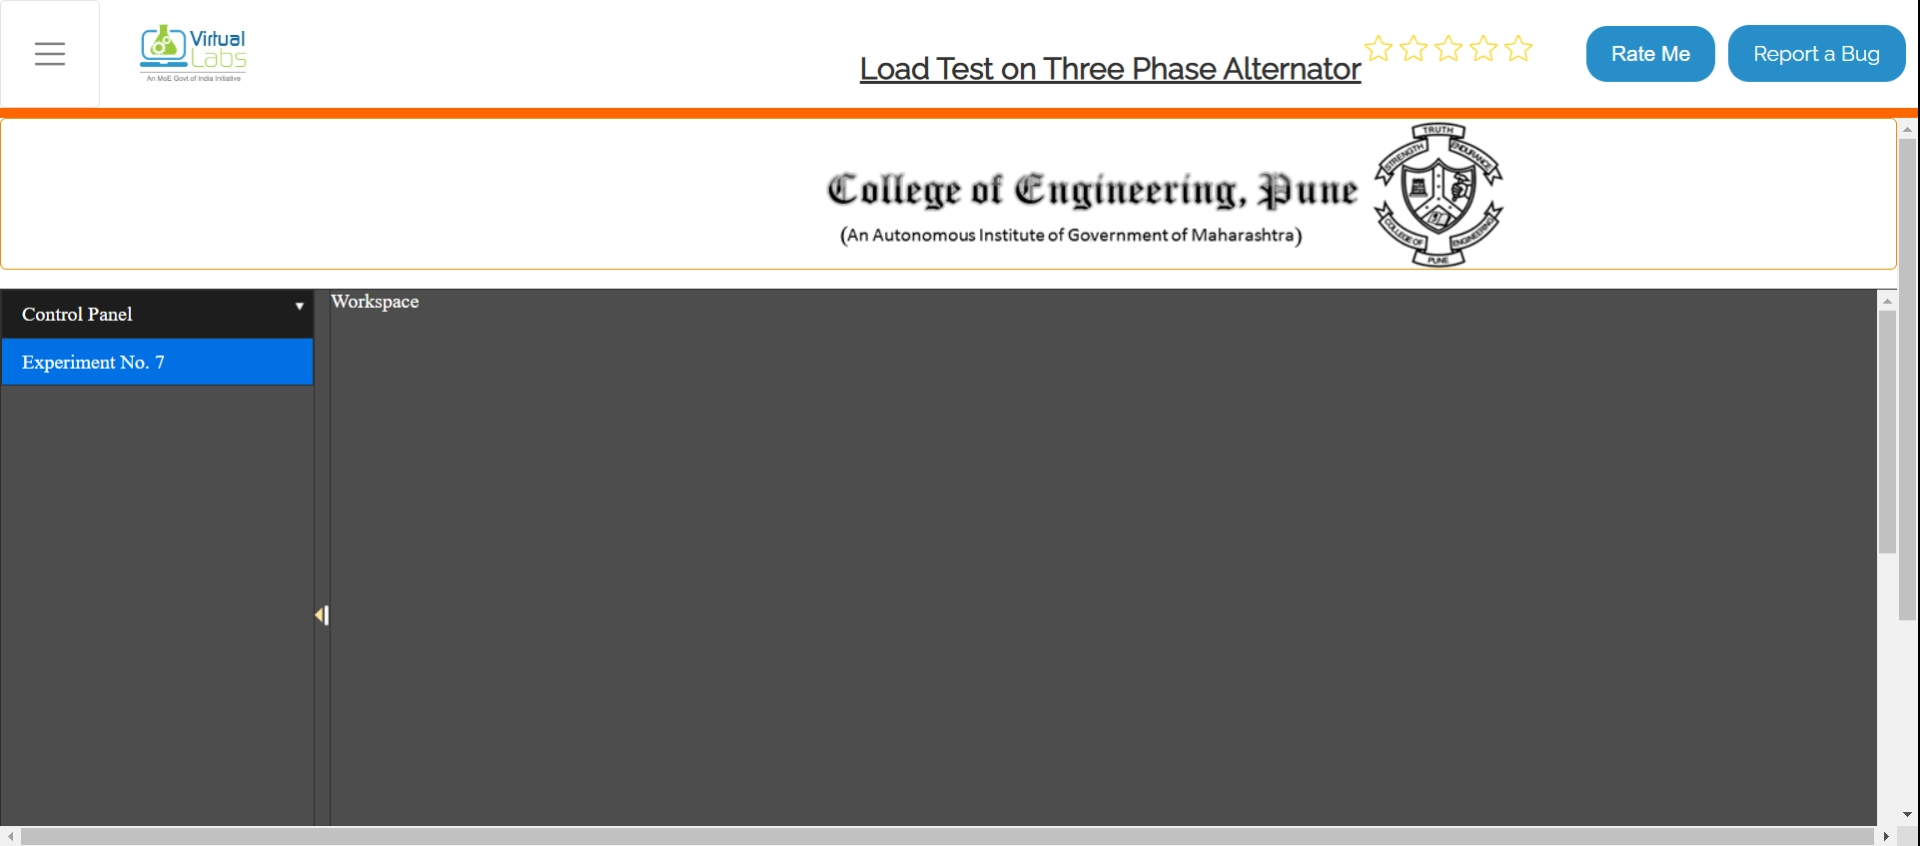 Virtual
Labs
An MoE Govt of India Initiative
Load Test on Three Phase Alternator
Rate Me
Report a Bug
College of Engineering, Pune
(An Autonomous Institute of Government of Maharashtra)
TRUTH
STRENGTH
ENDURANCE
COLLEGE OF
ENGINEERING
PUNE
Control Panel
Workspace
Experiment No. 7